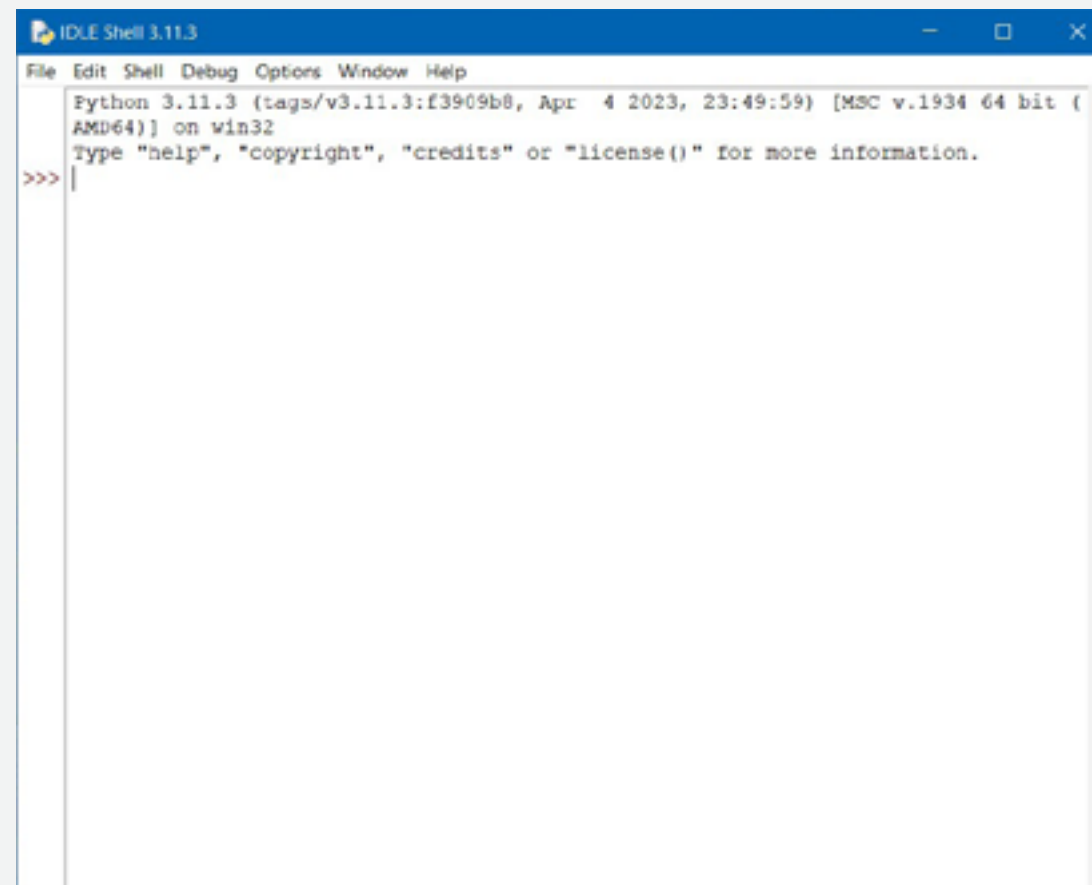 IDLE Shell 3.11.3
File Edit Shell Debug Options Window Help
Python 3.11.3 (tags/v3.11.3:f3909b8, Apr  4 2023, 23:49:59) [MSC v.1934 64 bit (
AMD64)] on win32
Type "help", "copyright", "credits" or "license()" for more information.
>>>